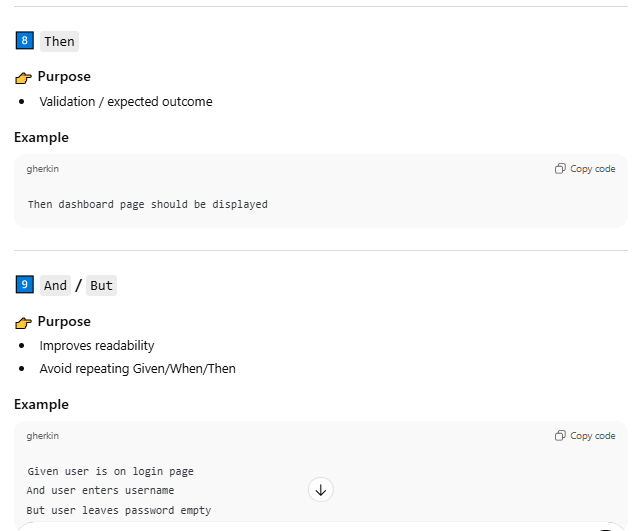 8 Then
Purpose
Validation / expected outcome
Example
gherkin Copy code
Then dashboard page should be displayed
9 And / But
Purpose
Improves readability
Avoid repeating Given/When/Then
Example
gherkin Copy code
Given user is on login page
And user enters username
But user leaves password empty